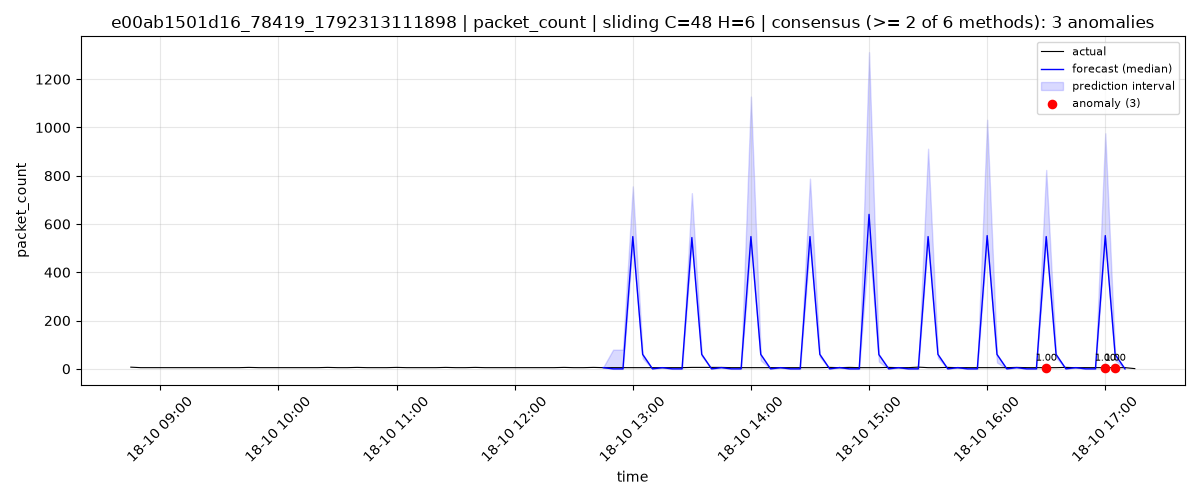 e00ab1501d16_78419_1792313111898 | packet_count | sliding C=48 H=6 | consensus (>= 2 of 6 methods): 3 anomalies
actual
forecast (median)
prediction interval
anomaly (3)
packet_count
1200
1000
800
600
400
200
0
1.00
1.00
1.00
18-10 09:00
18-10 10:00
18-10 11:00
18-10 12:00
18-10 13:00
18-10 14:00
18-10 15:00
18-10 16:00
18-10 17:00
time